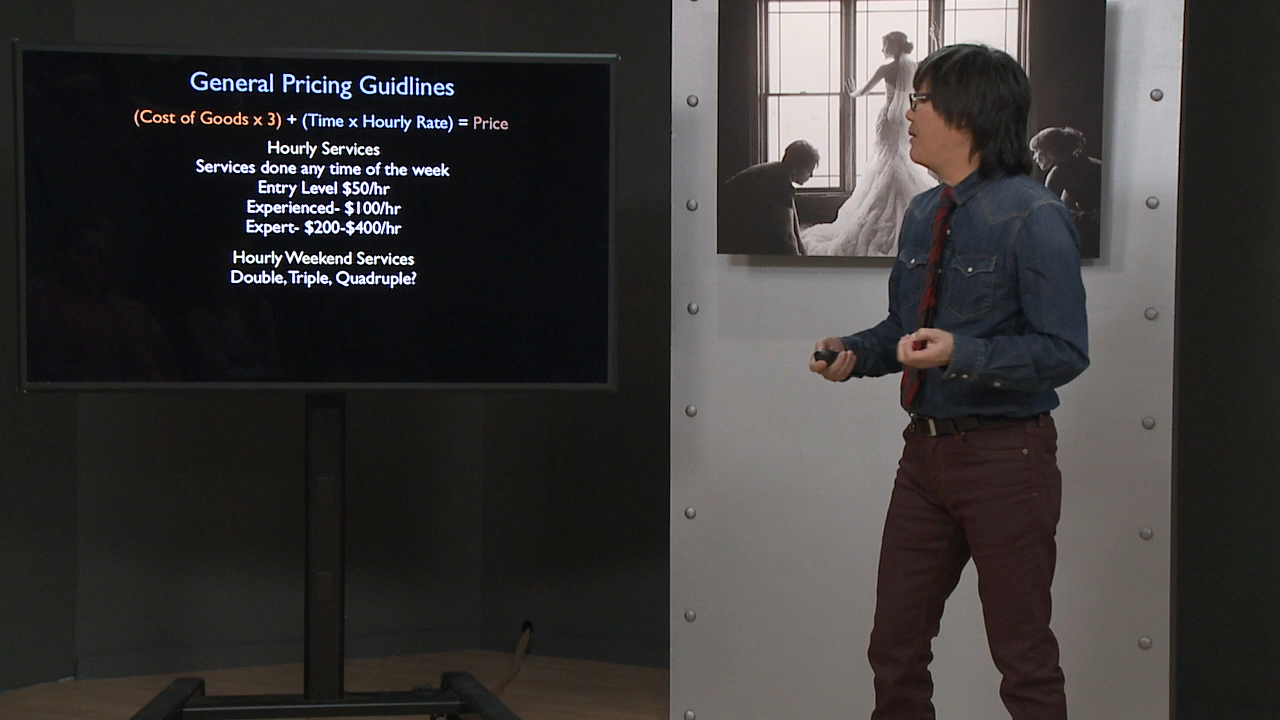 General Pricing Guidlines
(Cost of Goods x 3) + (Time x Hourly Rate) = Price
Hourly Services
Services done any time of the week
Entry Level $50/hr
Experienced- $100/hr
Expert- $200-$400/hr
Hourly Weekend Services
Double, Triple, Quadruple?